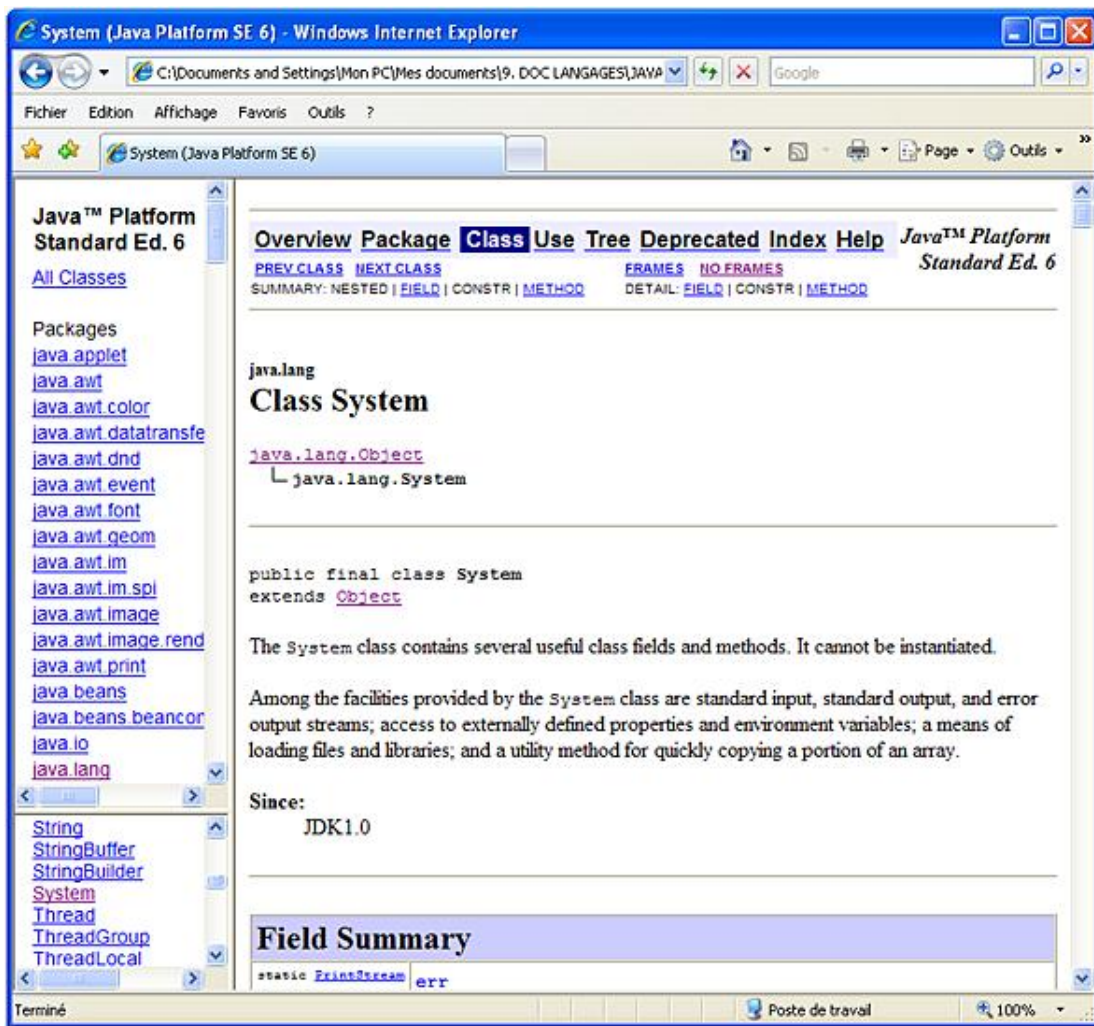 System (Java Platform SE 6) - Windows Internet Explorer
C:\Documents and Settings\Mon PC\Mes documents\9. DOC LANGAGES\JAVA
Google
Fichier Edition Affichage Favoris Outils ?
System (Java Platform SE 6)
Page Outils »
Java™ Platform
Standard Ed. 6
All Classes
Packages
java.applet
java.awt
java.awt.color
java.awt.datatransfe
java.awt.dnd
java.awt.event
java.awt.font
java.awt.geom
java.awt.im
java.awt.im.spi
java.awt.image
java.awt.image.rend
java.awt.print
java.beans
java.beans.beancor
java.io
java.lang
String
StringBuffer
StringBuilder
System
Thread
ThreadGroup
ThreadLocal
Overview Package Class Use Tree Deprecated Index Help
Java™ Platform
Standard Ed. 6
PREV CLASS NEXT CLASS FRAMES NO FRAMES
SUMMARY: NESTED | FIELD | CONSTR | METHOD DETAIL: FIELD | CONSTR | METHOD
java.lang
Class System
java.lang.Object
java.lang.System
public final class System
extends Object
The System class contains several useful class fields and methods. It cannot be instantiated.
Among the facilities provided by the System class are standard input, standard output, and error
output streams; access to externally defined properties and environment variables; a means of
loading files and libraries; and a utility method for quickly copying a portion of an array.
Since:
JDK1.0
Field Summary
static PrintStream err
Terminé Poste de travail 100%